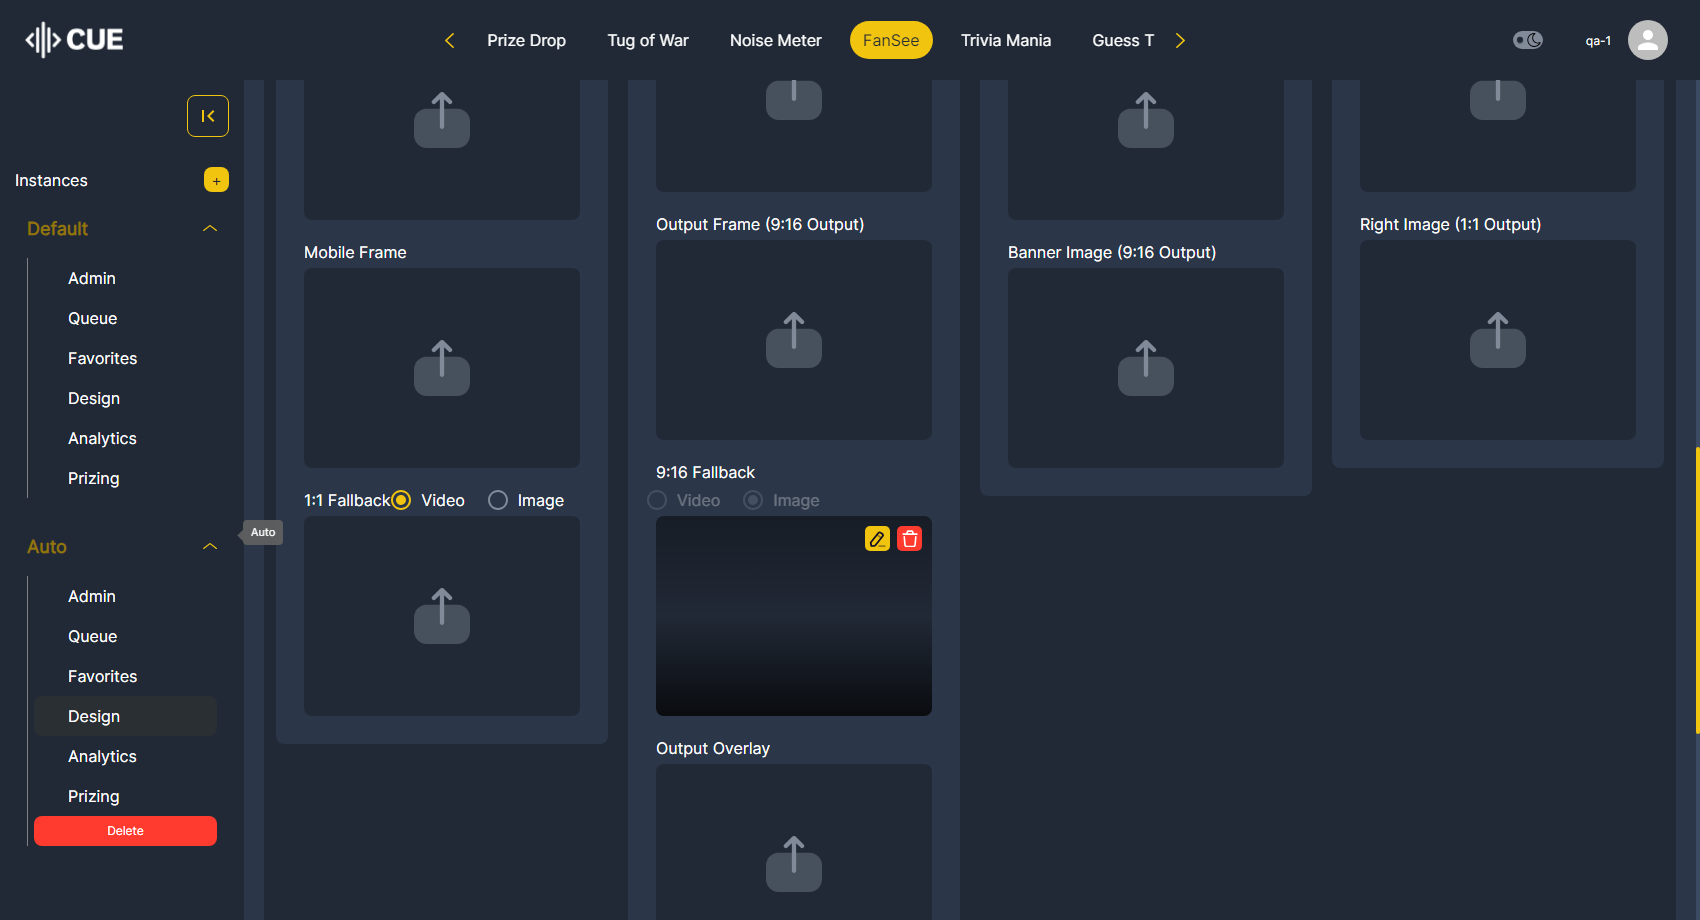 CUE
Prize Drop
Tug of War
Noise Meter
FanSee
Trivia Mania
Guess T
qa-1
Instances
+
Default
Admin
Queue
Favorites
Design
Analytics
Prizing
Auto
Admin
Queue
Favorites
Design
Analytics
Prizing
Delete
Auto
Mobile Frame
1:1 Fallback
Video
Image
Output Frame (9:16 Output)
9:16 Fallback
Video
Image
Output Overlay
Banner Image (9:16 Output)
Right Image (1:1 Output)